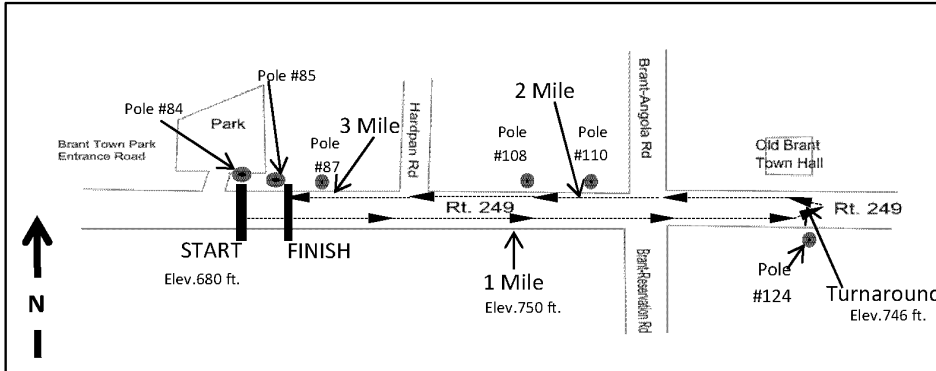 Pole #84
Pole #85
Park
Brant Town Park
Entrance Road
Pole
#87
3 Mile
Hardpan Rd
Pole
#108
2 Mile
Pole
#110
Brant-Angola Rd
Old Brant
Town Hall
Rt. 249
Rt. 249
START
FINISH
Elev.680 ft.
1 Mile
Elev.750 ft.
Brant-Reservation Rd
Pole
#124
Turnaround
Elev.746 ft.
N